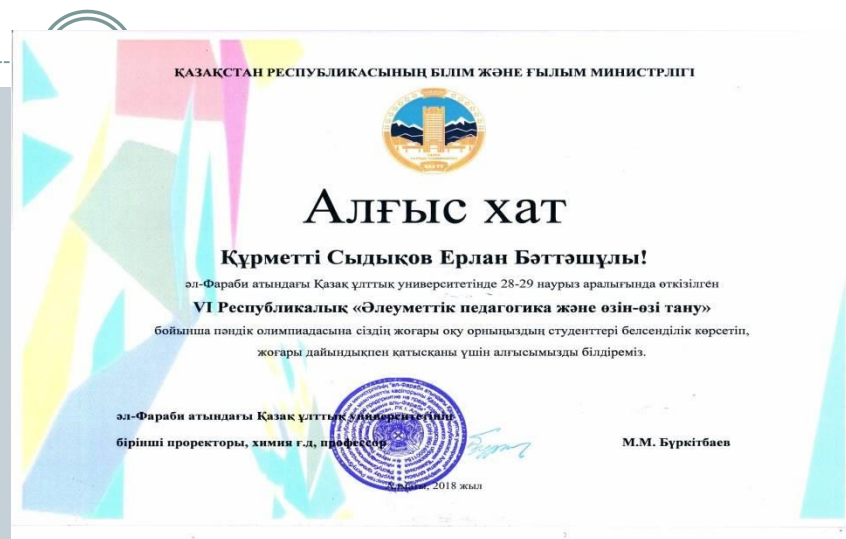 ҚАЗАҚСТАН РЕСПУБЛИКАСЫНЫҢ БІЛІМ ЖӘНЕ ҒЫЛЫМ МИНИСТРЛІГІ
Алғыс хат
Құрметті Сыдықов Ерлан Бәттәшұлы!
әл-Фараби атындағы Қазақ ұлттық университетінде 28-29 наурыз аралығында өткізілген
VI Республикалық «Әлеуметтік педагогика және өзін-өзі тану»
бойынша пәндік олимпиадасына сіздің жоғары оқу орныңыздың студенттері белсенділік көрсетіп,
жоғары дайындықпен қатысқаны үшін алғысымызды білдіреміз.
әл-Фараби атындағы Қазақ ұлттық университетінің
бірінші проректоры, химия ғ.д, профессор
М.М. Бүркітбаев
Алматы, 2018 жыл